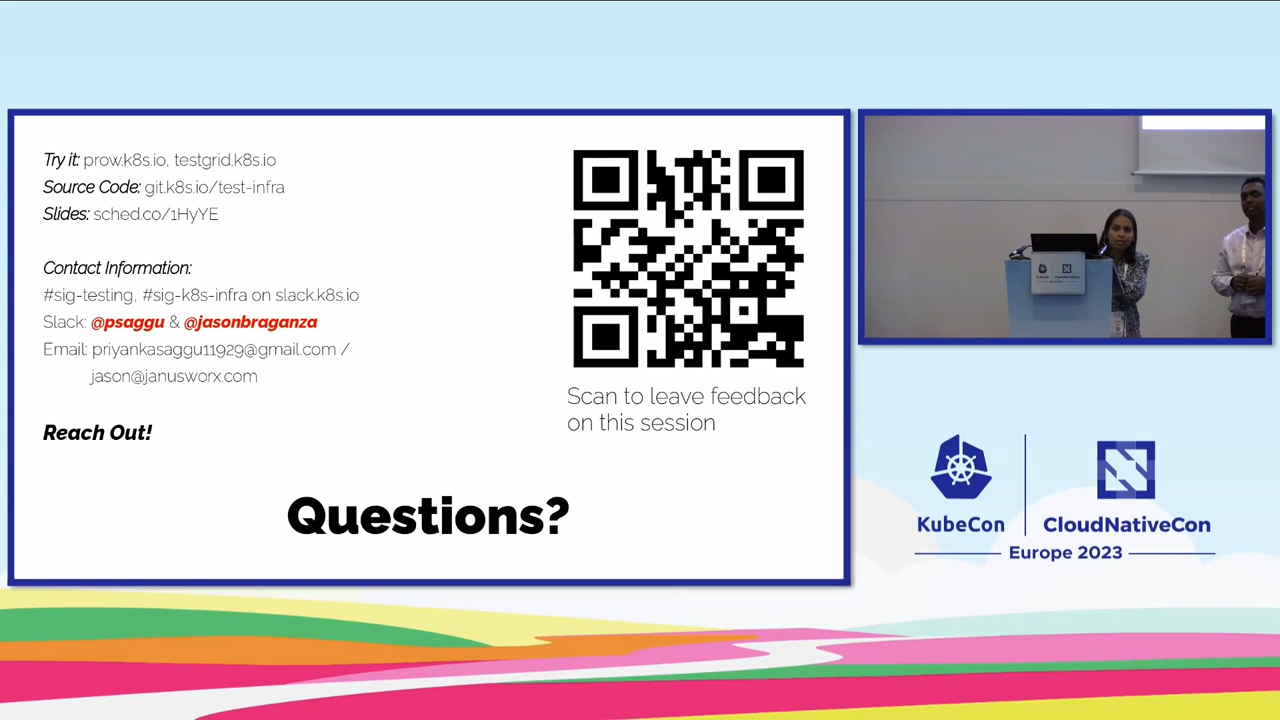 Try it: prow.k8s.io, testgrid.k8s.io
Source Code: git.k8s.io/test-infra
Slides: sched.co/1HyYE
Contact Information:
#sig-testing, #sig-k8s-infra on slack.k8s.io
Slack: @psaggu & @jasonbraganza
Email: priyankasaggu11929@gmail.com /
jason@janusworx.com
Reach Out!
Scan to leave feedback
on this session
Questions?
KubeCon
CloudNativeCon
Europe 2023